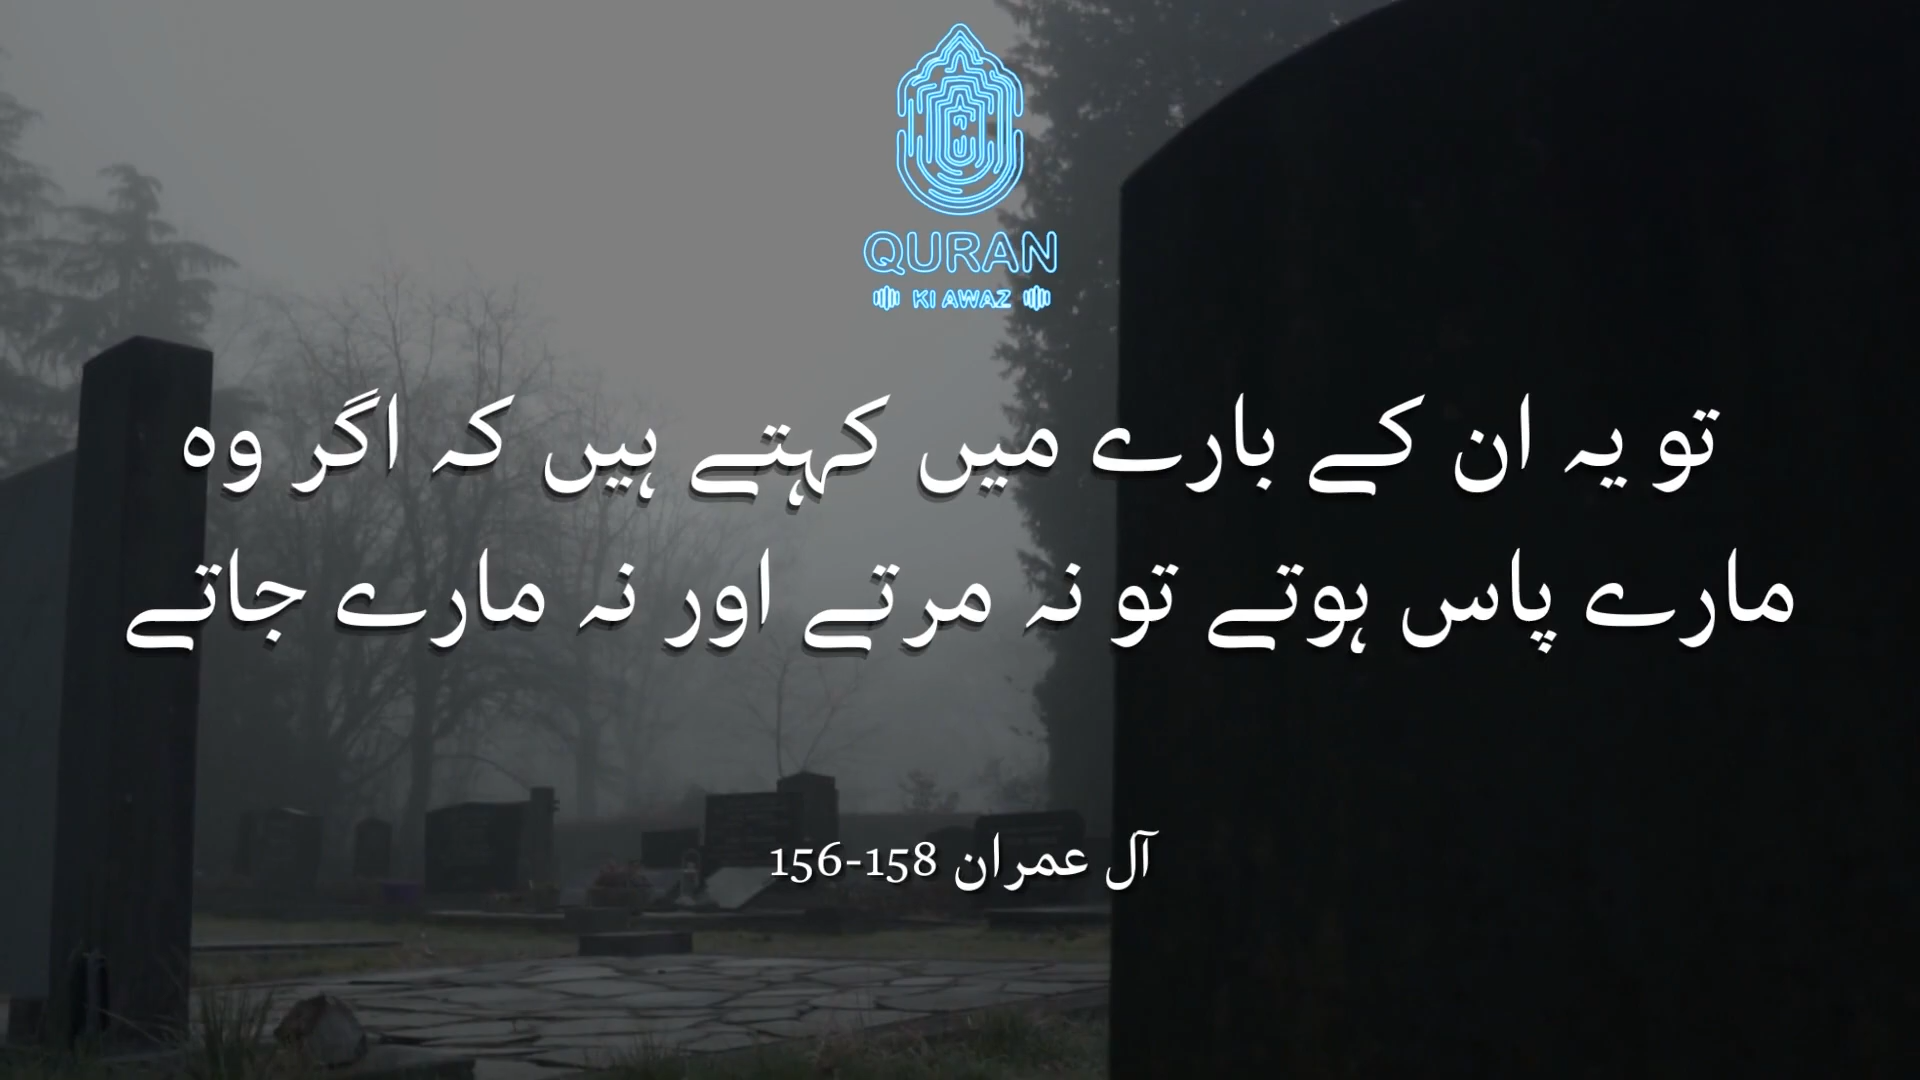 QURAN
KI AWAZ
تو یہ ان کے بارے میں کہتے ہیں کہ اگر وہ
مارے پاس ہوتے تو نہ مرتے اور نہ مارے جاتے
آل عمران 158-156